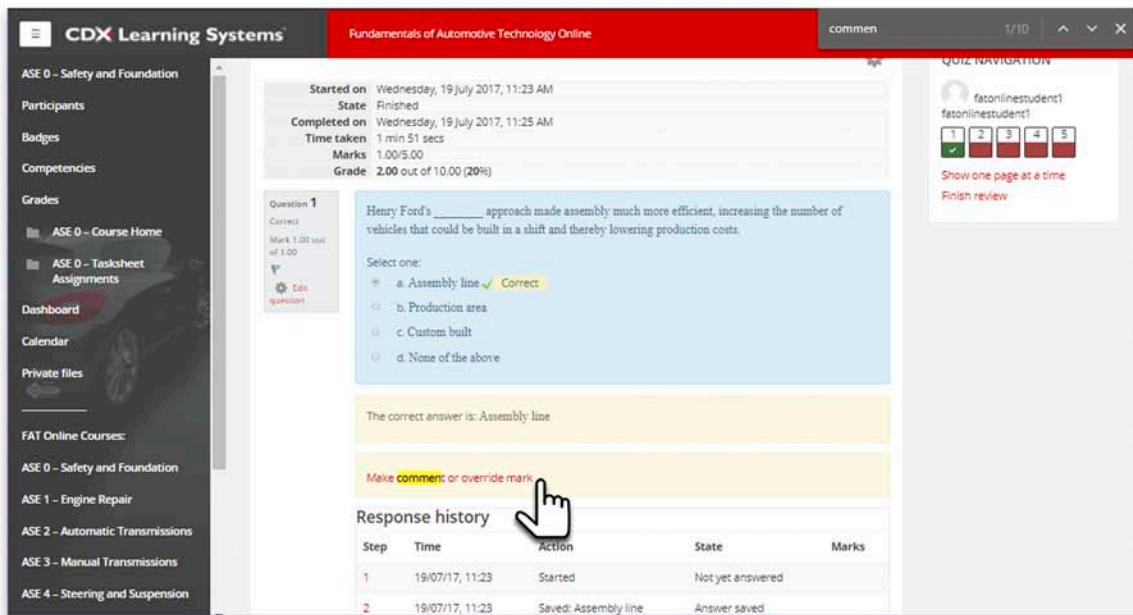 CDX Learning Systems
Fundamentals of Automotive Technology Online
commen
1/10
ASE 0 – Safety and Foundation
Participants
Badges
Competencies
Grades
ASE 0 – Course Home
ASE 0 – Tasksheet
Assignments
Dashboard
Calendar
Private files
FAT Online Courses:
ASE 0 – Safety and Foundation
ASE 1 – Engine Repair
ASE 2 – Automatic Transmissions
ASE 3 – Manual Transmissions
ASE 4 – Steering and Suspension
Started on Wednesday, 19 July 2017, 11:23 AM
State Finished
Completed on Wednesday, 19 July 2017, 11:25 AM
Time taken 1 min 51 secs
Marks 1.00/5.00
Grade 2.00 out of 10.00 (20%)
Question 1
Correct
Mark 1.00 out
of 1.00
Edit
question
Henry Ford's ________ approach made assembly much more efficient, increasing the number of
vehicles that could be built in a shift and thereby lowering production costs.
Select one:
a. Assembly line Correct
b. Production area
c. Custom built
d. None of the above
The correct answer is: Assembly line
Make comment or override mark
Response history
Step Time Action State Marks
1 19/07/17, 11:23 Started Not yet answered
2 19/07/17, 11:23 Saved: Assembly line Answer saved
QUIZ NAVIGATION
fatonlinestudent1
fatonlinestudent1
1 2 3 4 5
Show one page at a time
Finish review